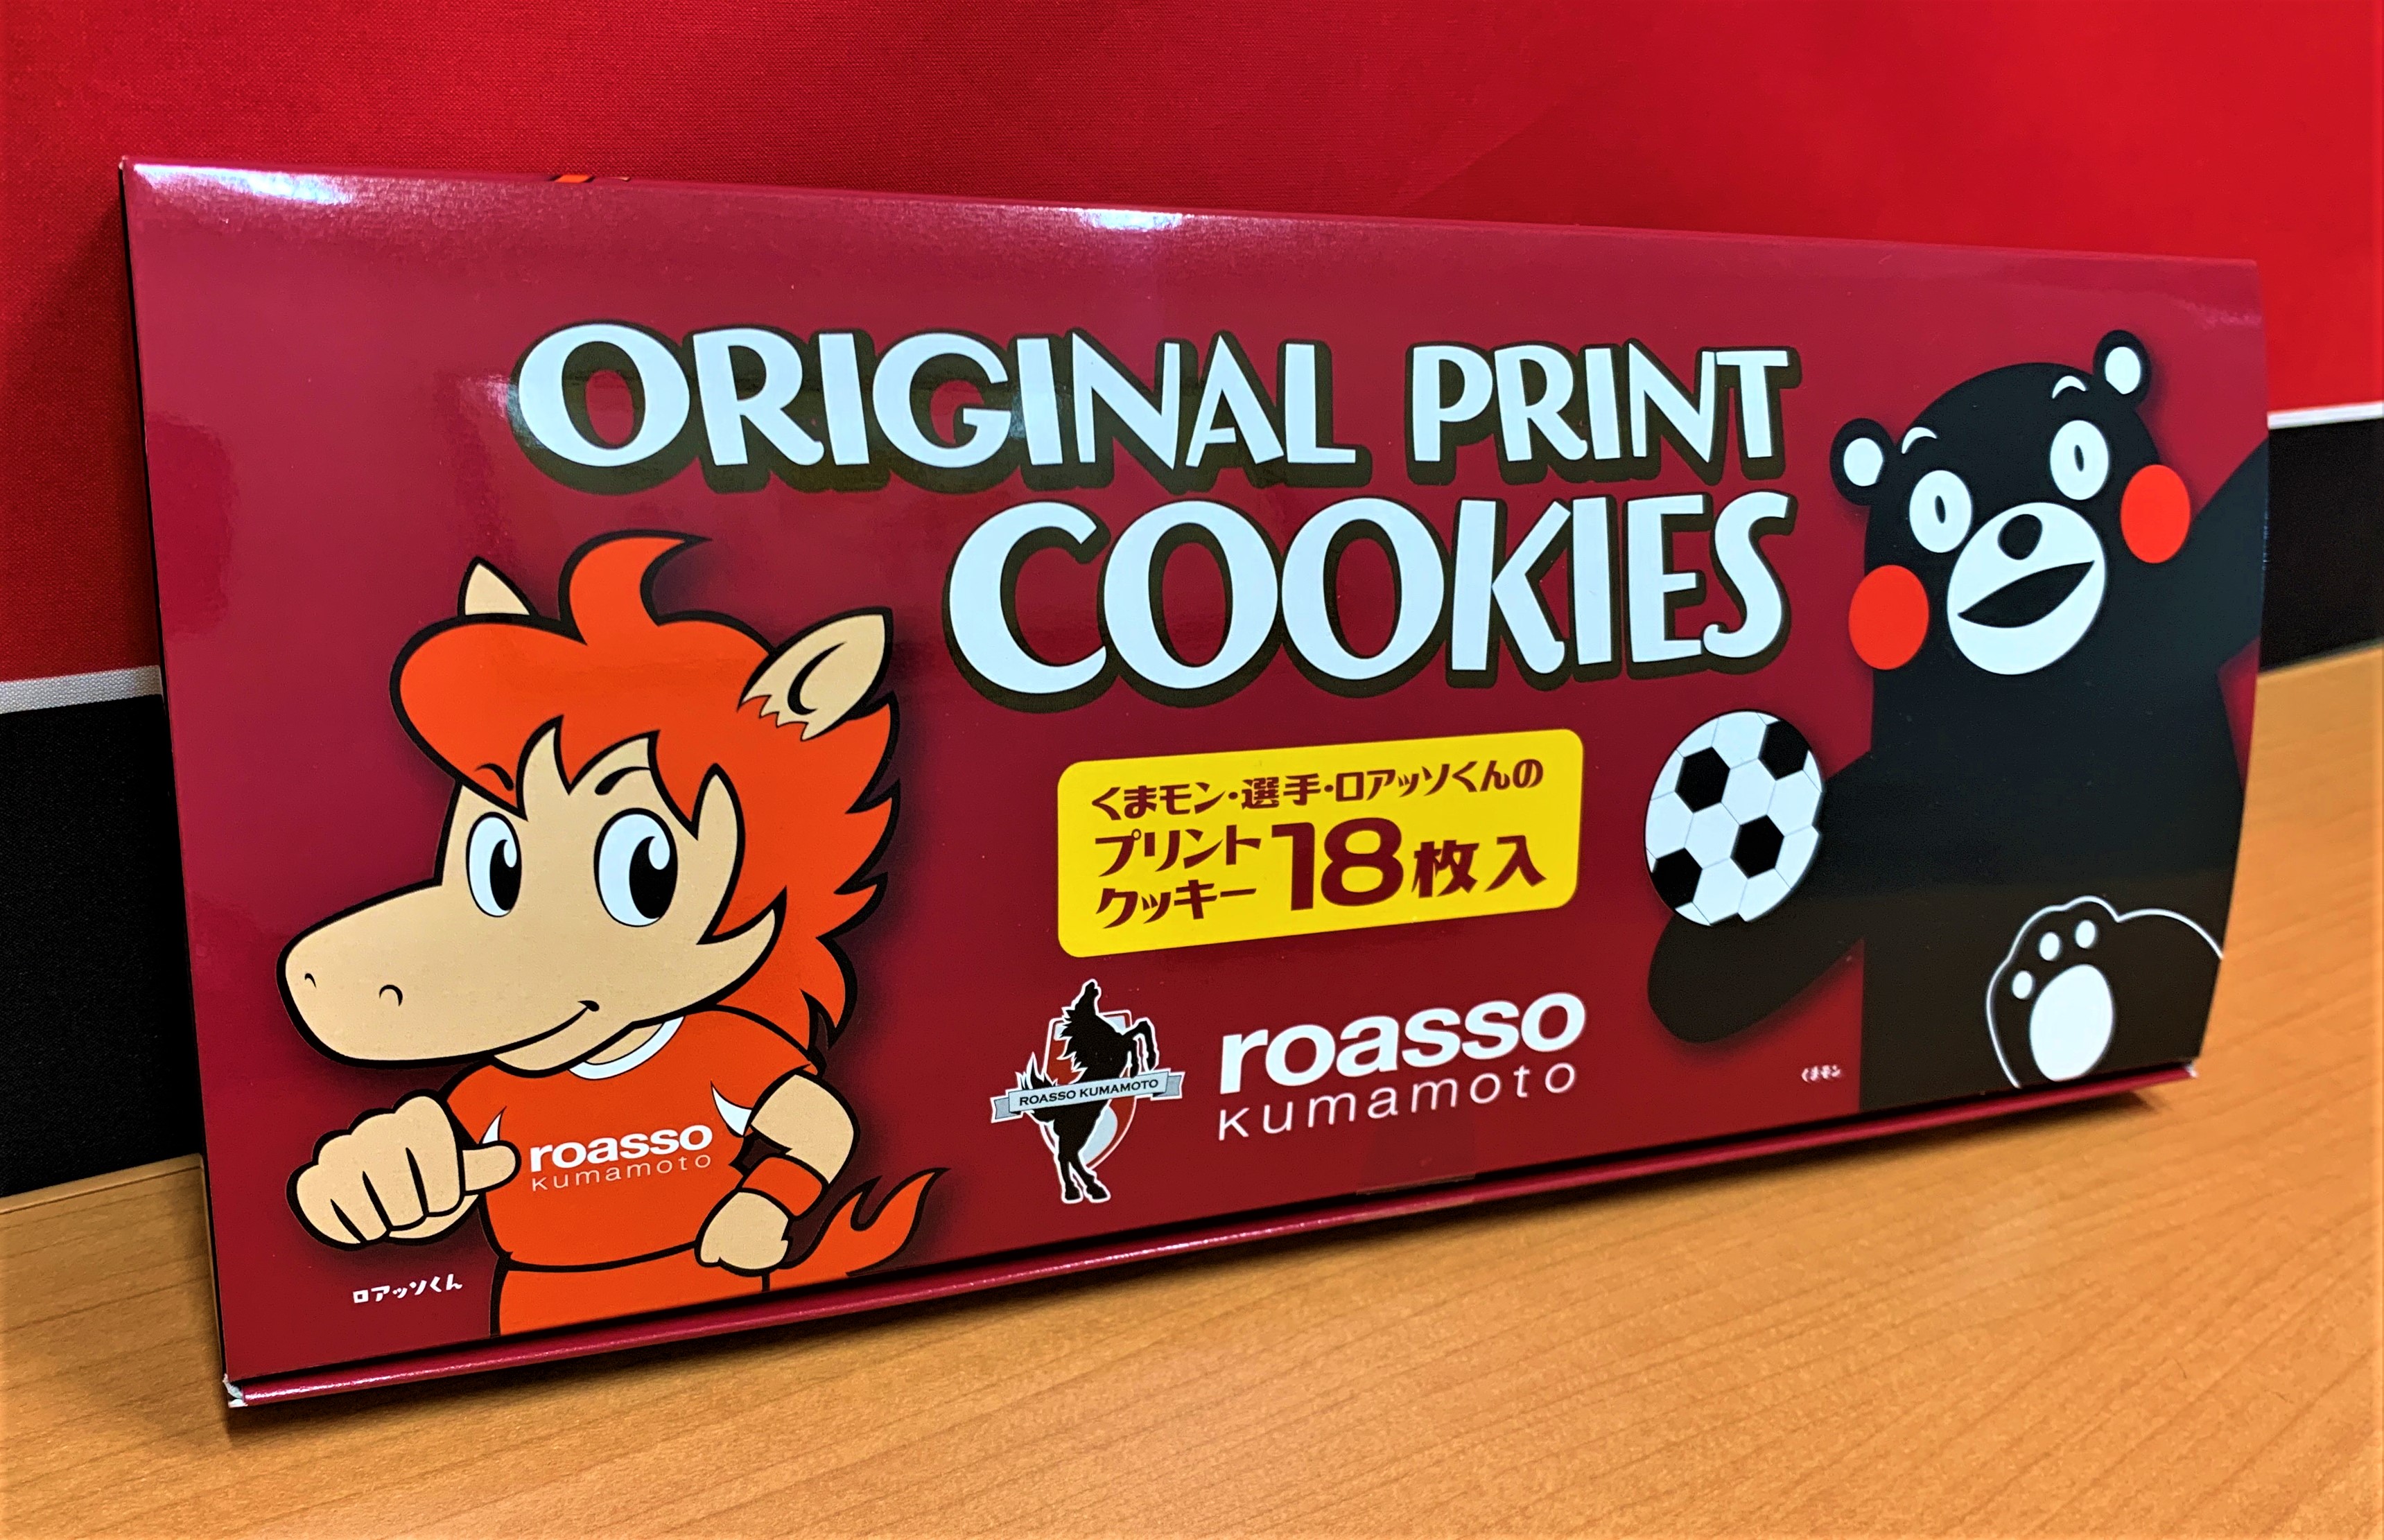 ORIGINAL PRINT
COOKIES
くまモン・選手・ロアッソくんの
プリント
クッキー 18枚入
ROASSO KUMAMOTO
roasso
kumamoto
roasso
kumamoto
ロアッソくん
くまモン